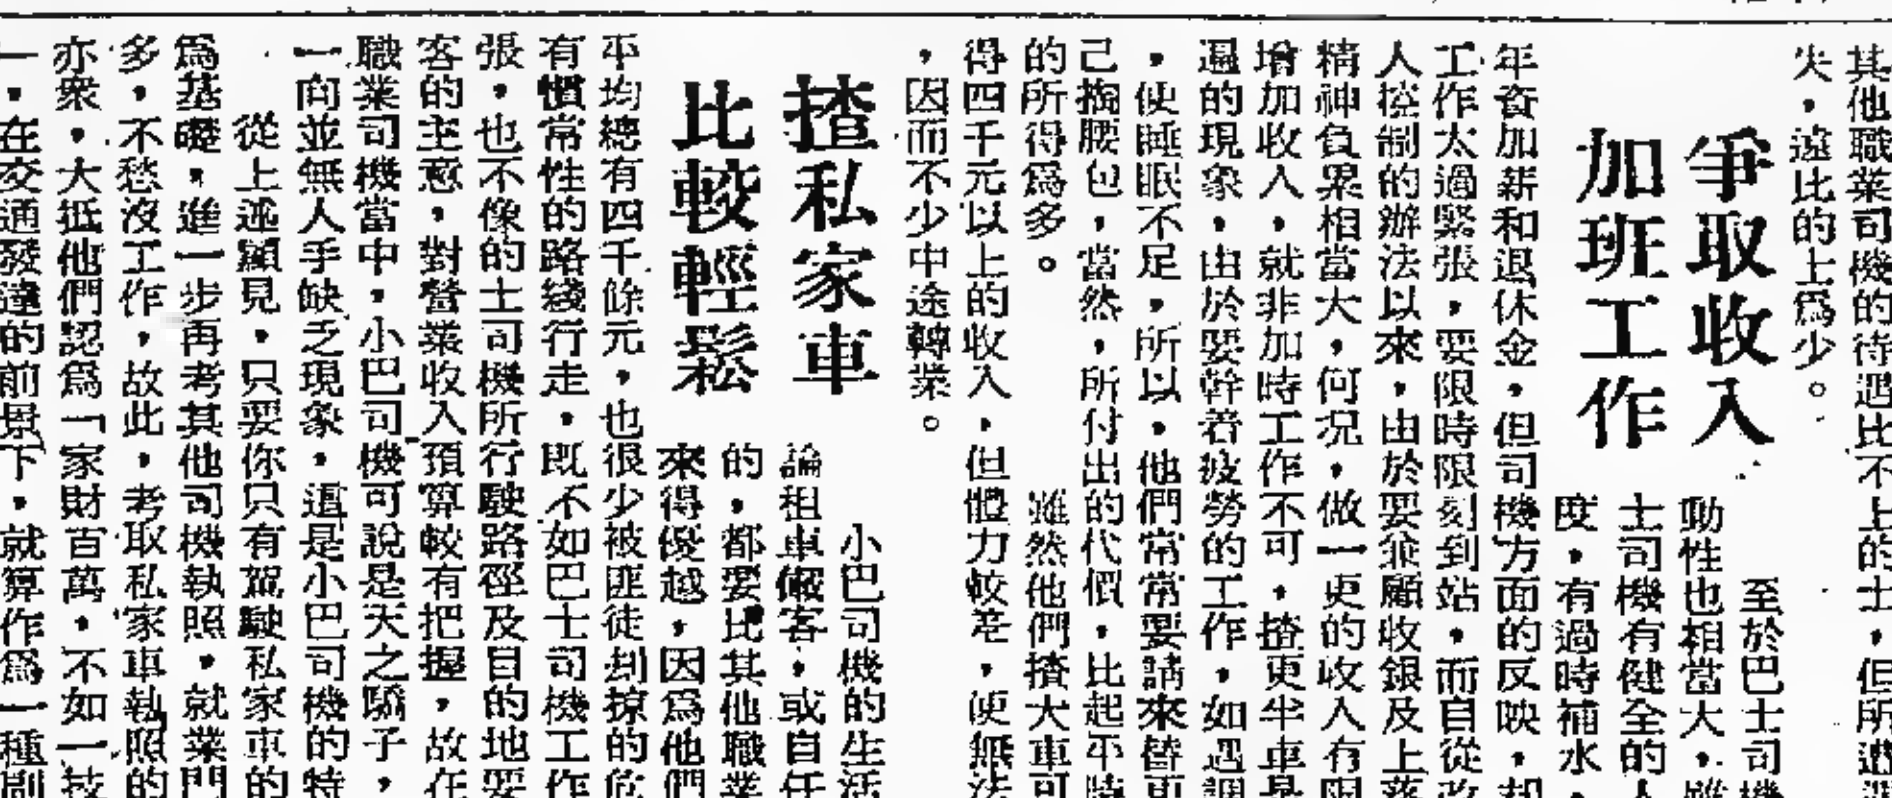 其他職業司機的待遇比不上的士，但所遭
失，遠比的上爲少。
爭取收入
加班工作
至於巴士司機
動性也相當大，雖
士司機有健全的人
度，有過時補水，
年資加薪和退休金，但司機方面的反映，却
工作太過緊張，要限時限刻到站，而自從改
人控制的辦法以來，由於要兼顧收銀及上落
精神負累相當大，何況，做一更的收入有限
增加收入，就非加時工作不可，揸更半車是
遍的現象，由於要幹着疲勞的工作，如遇調
，使睡眠不足，所以，他們常常要請來替更
己掏腰包，當然，所付出的代價，比起平時
的所得爲多。
雖然他們揸大車可
得四千元以上的收入，但體力較差，便無法
，因而不少中途轉業。
揸私家車
比較輕鬆
小巴司機的生活
論租車儎客，或自任
的，都要比其他職業
來得優越，因爲他們
平均總有四千餘元，也很少被匪徒刦掠的危
有慣常性的路綫行走，既不如巴士司機工作
張，也不像的士司機所行駛路徑及目的地要
客的主意，對營業收入預算較有把握，故在
職業司機當中，小巴司機可說是天之驕子，
一向並無人手缺乏現象，這是小巴司機的特
從上述顯見，只要你只有駕駛私家車的
爲基礎，進一步再考其他司機執照，就業門
多，不愁沒工作，故此，考取私家車執照的
亦衆，大抵他們認爲「家財百萬，不如一技
一，在交通發達的前景下，就算作爲一種副